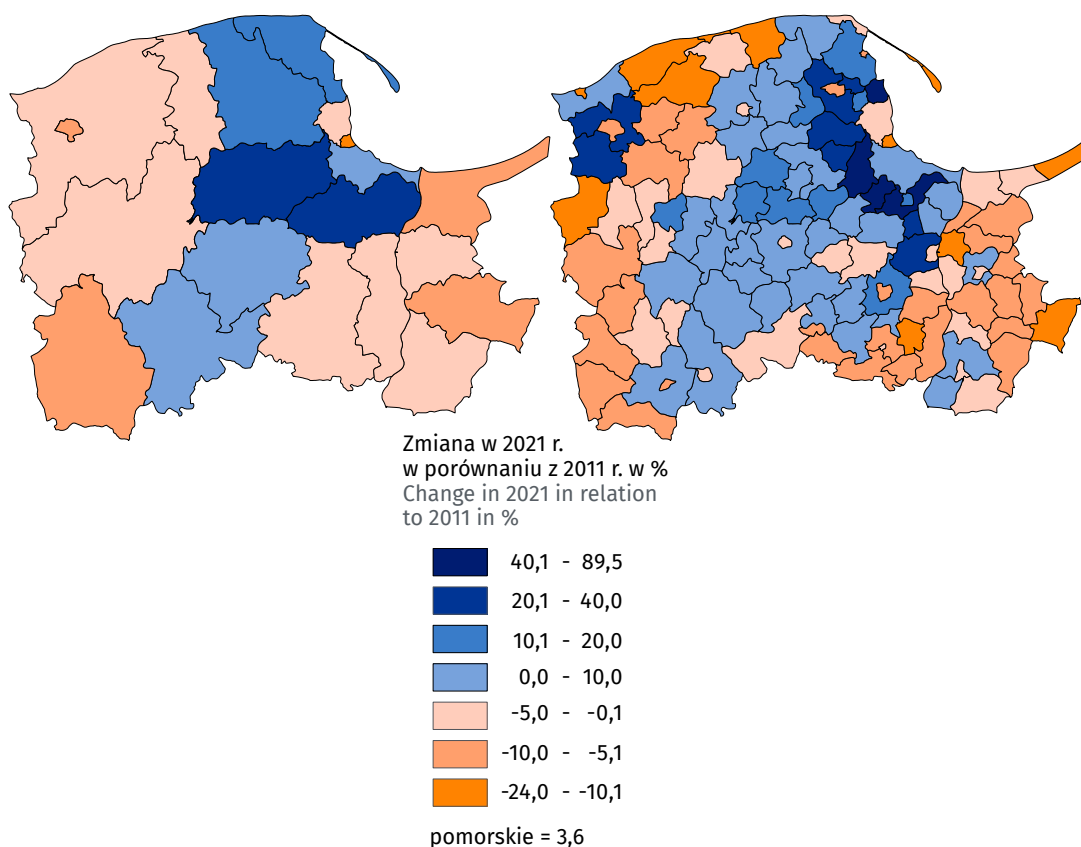 Zmiana w 2021 r.
w porównaniu z 2011 r. w %
Change in 2021 in relation
to 2011 in %
40,1 - 89,5
20,1 - 40,0
10,1 - 20,0
0,0 - 10,0
-5,0 - -0,1
-10,0 - -5,1
-24,0 - -10,1
pomorskie = 3,6